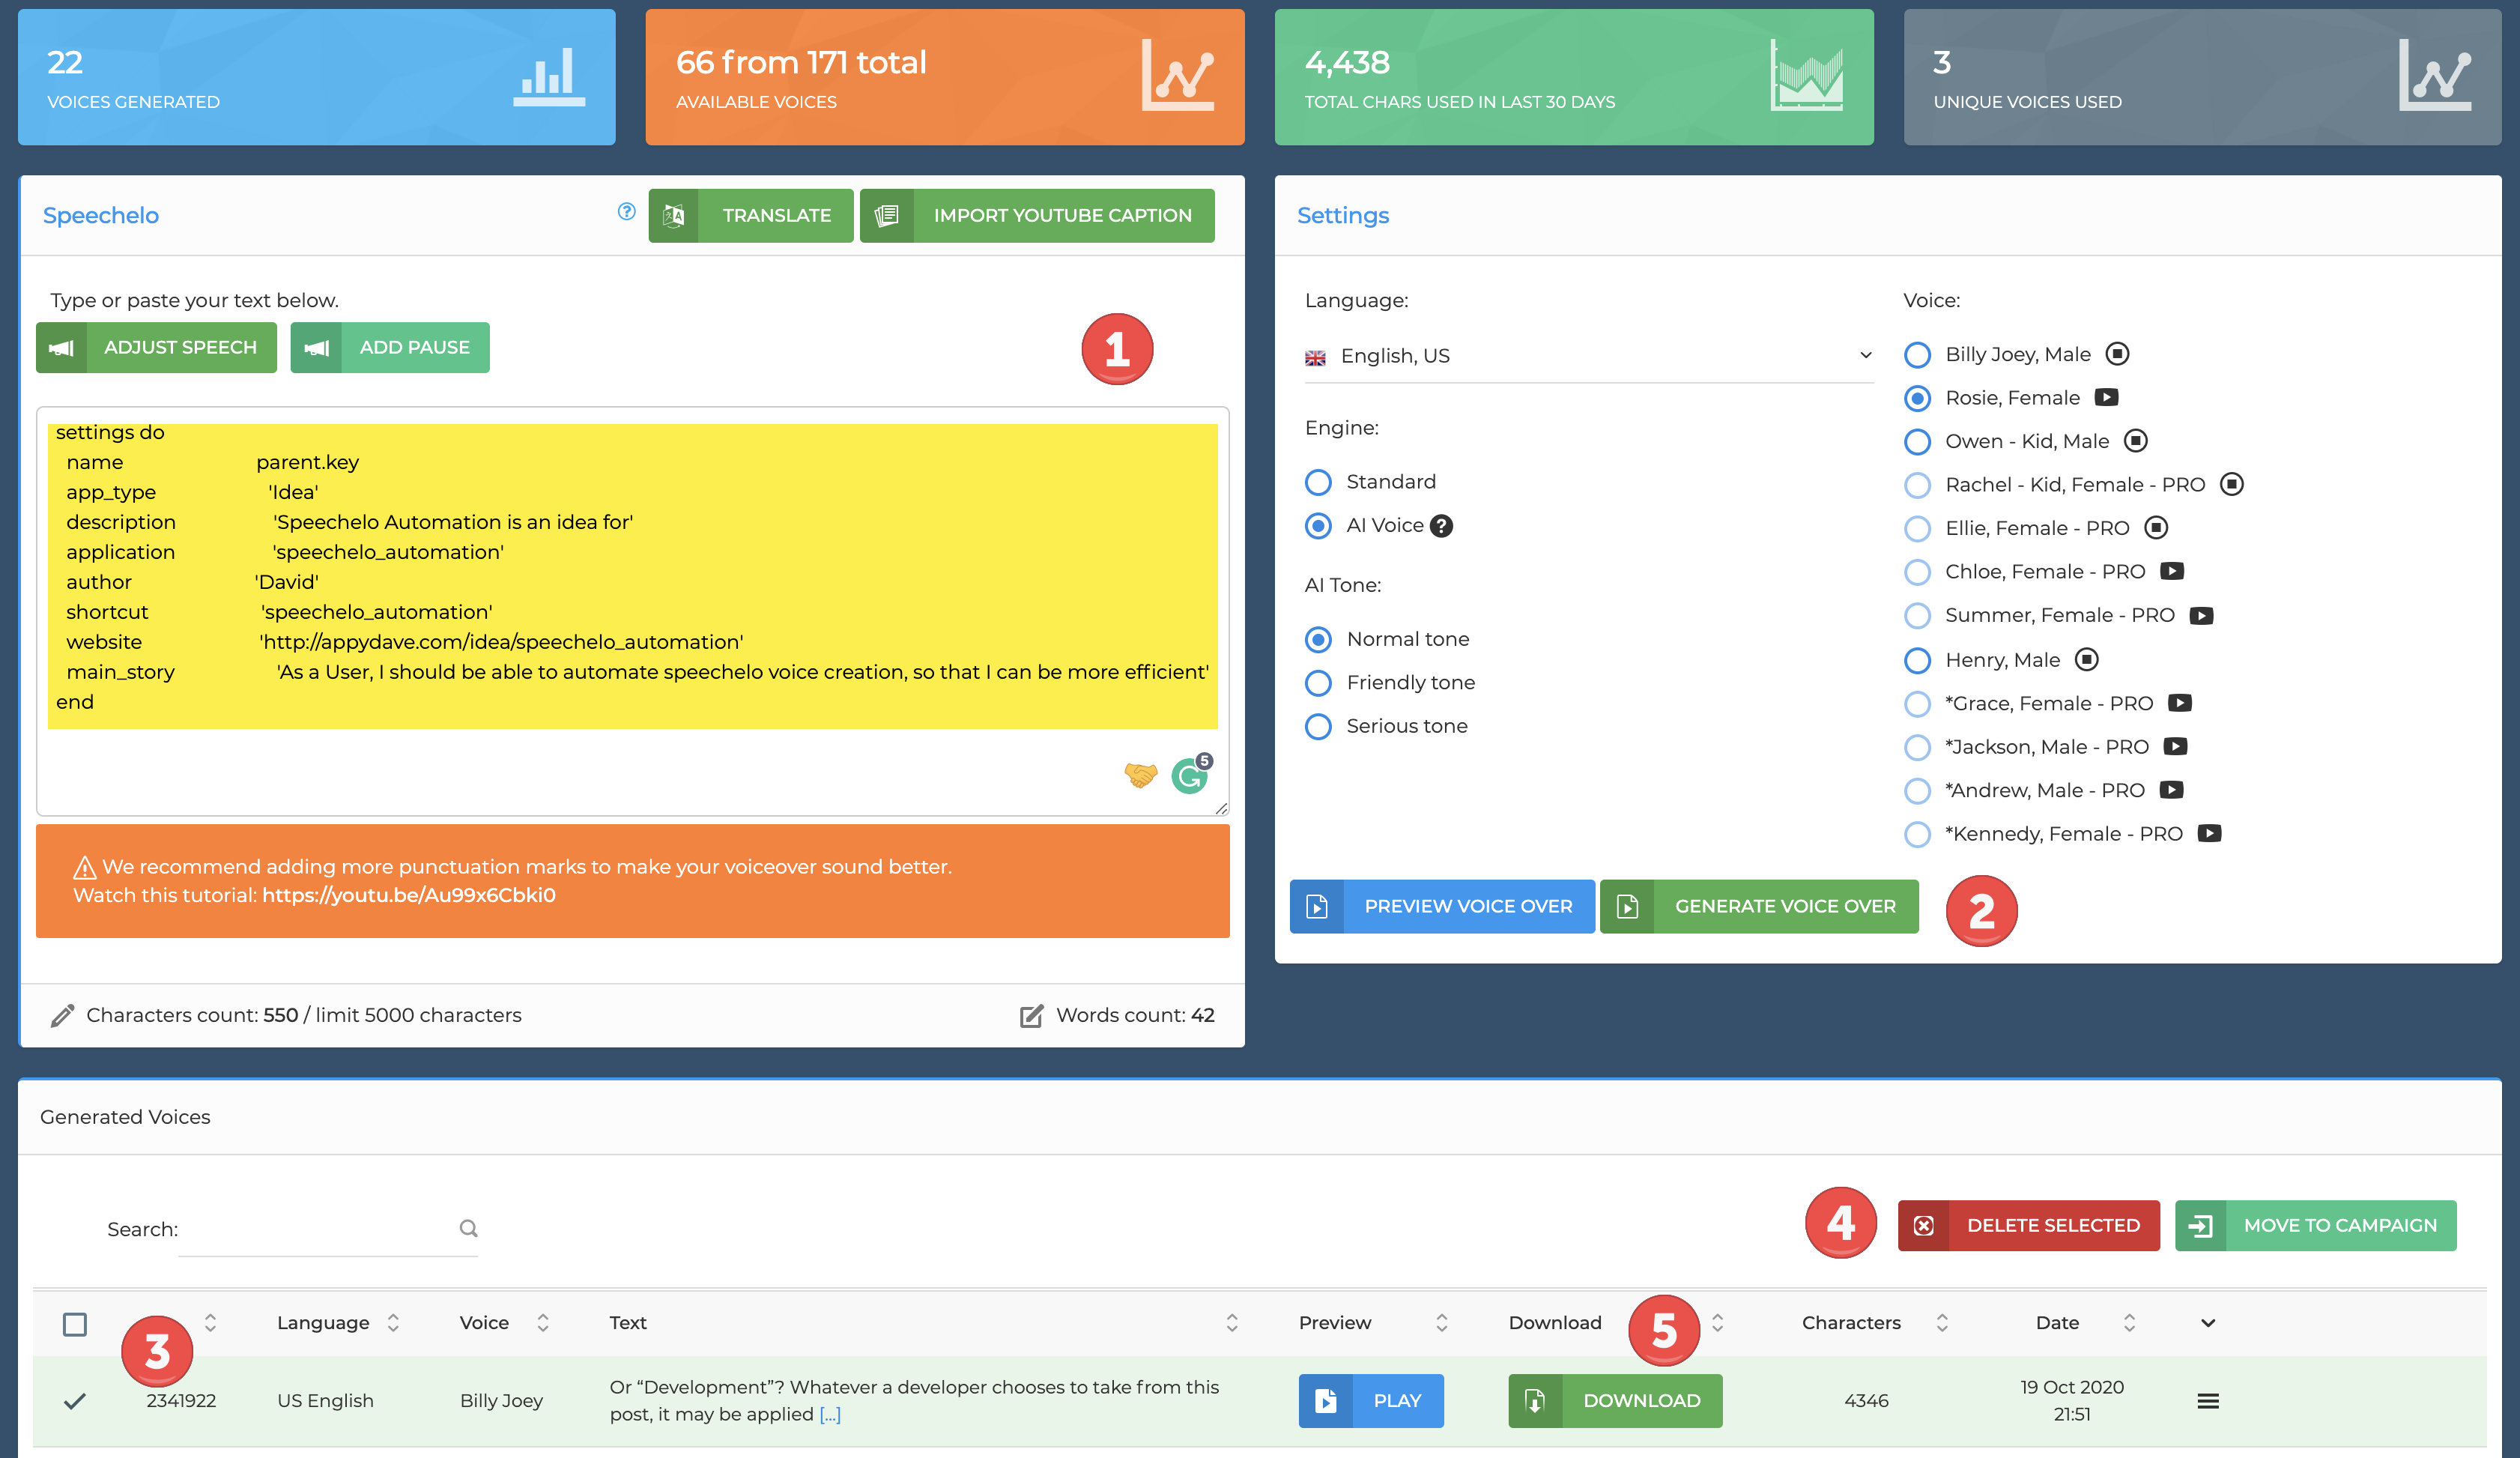 22
VOICES GENERATED
66 from 171 total
AVAILABLE VOICES
4,438
TOTAL CHARS USED IN LAST 30 DAYS
3
UNIQUE VOICES USED
Speechelo
TRANSLATE
IMPORT YOUTUBE CAPTION
Type or paste your text below.
ADJUST SPEECH
ADD PAUSE
1
settings do
name parent.key
app_type 'Idea'
description 'Speechelo Automation is an idea for'
application 'speechelo_automation'
author 'David'
shortcut 'speechelo_automation'
website 'http://appydave.com/idea/speechelo_automation'
main_story 'As a User, I should be able to automate speechelo voice creation, so that I can be more efficient'
end
5
We recommend adding more punctuation marks to make your voiceover sound better.
Watch this tutorial: https://youtu.be/Au99x6Cbki0
Characters count: 550 / limit 5000 characters
Words count: 42
Settings
Language:
English, US
Engine:
Standard
AI Voice ?
AI Tone:
Normal tone
Friendly tone
Serious tone
Voice:
Billy Joey, Male
Rosie, Female
Owen - Kid, Male
Rachel - Kid, Female - PRO
Ellie, Female - PRO
Chloe, Female - PRO
Summer, Female - PRO
Henry, Male
*Grace, Female - PRO
*Jackson, Male - PRO
*Andrew, Male - PRO
*Kennedy, Female - PRO
PREVIEW VOICE OVER
GENERATE VOICE OVER
2
Generated Voices
Search:
4
DELETE SELECTED
MOVE TO CAMPAIGN
3
Language
Voice
Text
Preview
Download
5
Characters
Date
2341922
US English
Billy Joey
Or “Development”? Whatever a developer chooses to take from this
post, it may be applied [...]
PLAY
DOWNLOAD
4346
19 Oct 2020
21:51